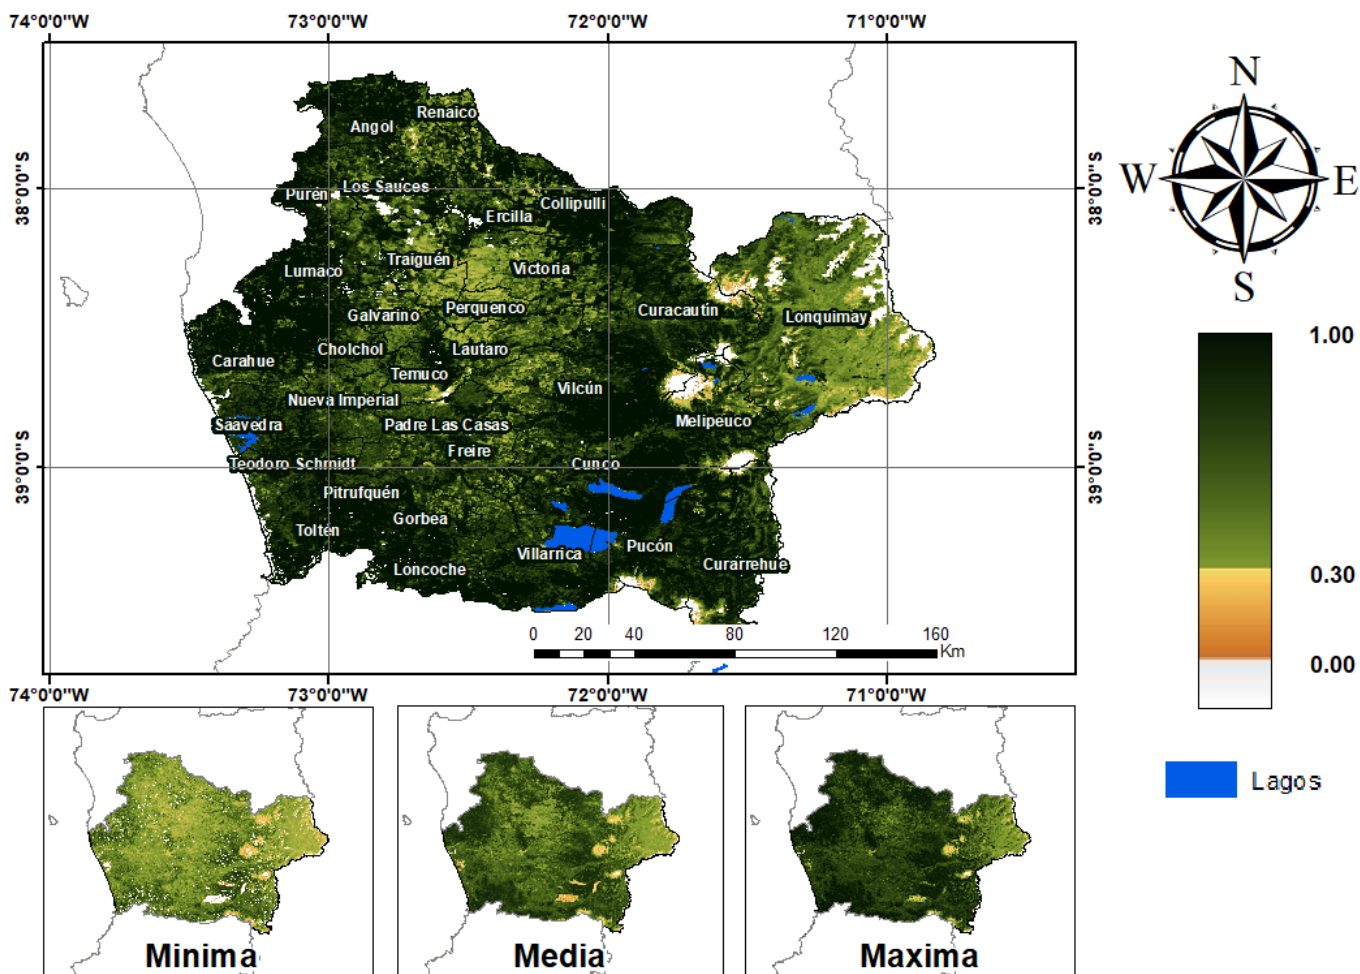 74°0'0"W 73°0'0"W 72°0'0"W 71°0'0"W
N
W E
S
38°0'0"S 38°0'0"S
39°0'0"S 39°0'0"S
Renaico
Angol
Los Sauces
Purén
Collipulli
Ercilla
Traiguén
Victoria
Lumaco
Perquenco
Curacautín
Galvarino
Lonquimay
Cholchol
Lautaro
Carahue
Temuco
Vilcún
Nueva Imperial
Melipeuco
Saavedra
Padre Las Casas
Freire
Teodoro Schmidt
Cunco
Pitrufquén
Gorbea
Toltén
Pucón
Villarrica
Curarrehue
Loncoche
0 20 40 80 120 160
Km
74°0'0"W 73°0'0"W 72°0'0"W 71°0'0"W
1.00
0.30
0.00
Lagos
Minima
Media
Maxima